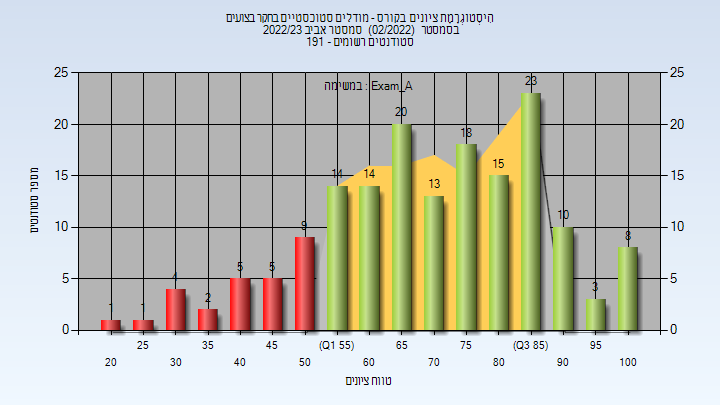 הִיסְטוֹגְרָמַת ציונים בקורס - מודלים סטוכסטיים בחקר בצועים
בסמסטר (02/2022) סמסטר אביב 2022/23
סטודנטים רשומים - 191
במשימה : Exam_A
25 25
20 20
15 15
10 10
5 5
0 0
מספר סטודנטים
1 1 4 2 5 5 9 14 14 20 13 18 15 23 10 3 8
25 35 45 (Q1 55) 65 75 (Q3 85) 95
20 30 40 50 60 70 80 90 100
טווח ציונים